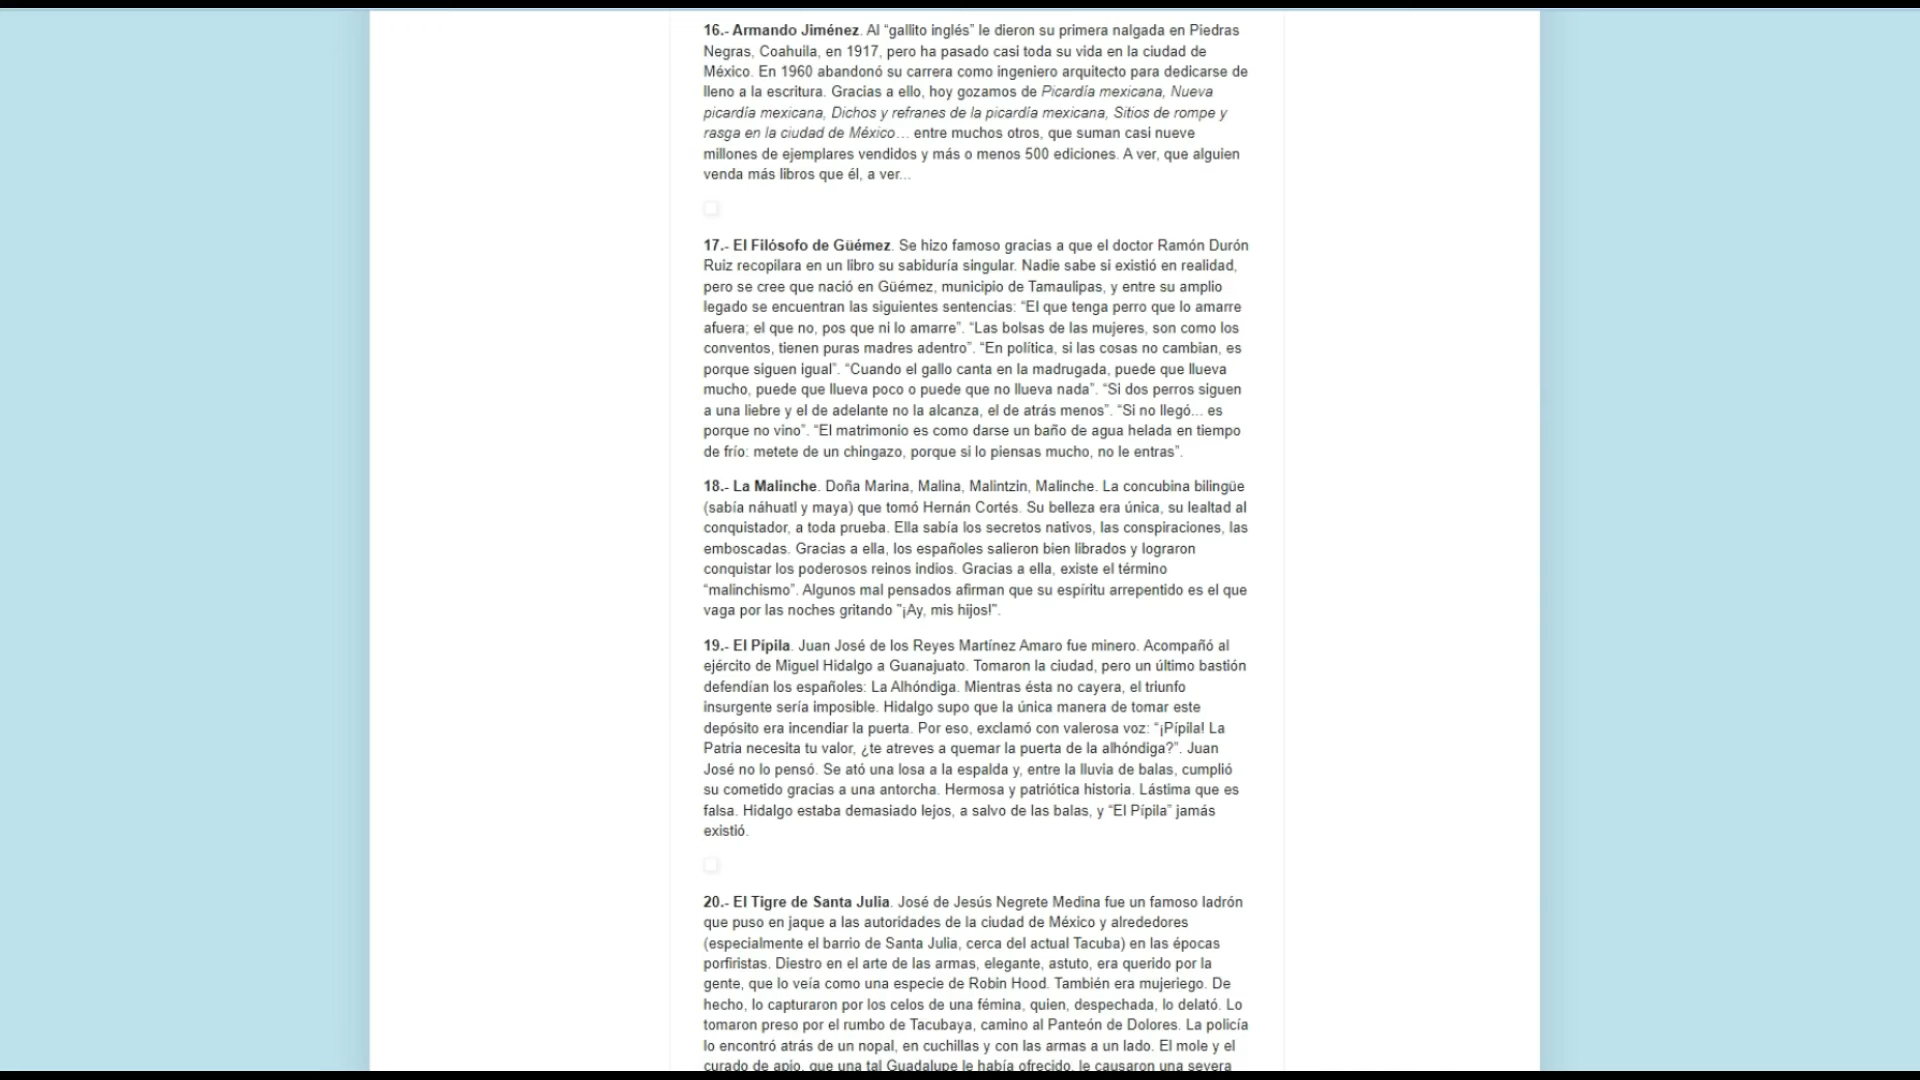 16.- Armando Jiménez. Al “gallito inglés” le dieron su primera nalgada en Piedras
Negras, Coahuila, en 1917, pero ha pasado casi toda su vida en la ciudad de
México. En 1960 abandonó su carrera como ingeniero arquitecto para dedicarse de
lleno a la escritura. Gracias a ello, hoy gozamos de Picardía mexicana, Nueva
picardía mexicana, Dichos y refranes de la picardía mexicana, Sitios de rompe y
rasga en la ciudad de México… entre muchos otros, que suman casi nueve
millones de ejemplares vendidos y más o menos 500 ediciones. A ver, que alguien
venda más libros que él, a ver...
17.- El Filósofo de Güémez. Se hizo famoso gracias a que el doctor Ramón Durón
Ruiz recopilara en un libro su sabiduría singular. Nadie sabe si existió en realidad,
pero se cree que nació en Güémez, municipio de Tamaulipas, y entre su amplio
legado se encuentran las siguientes sentencias: “El que tenga perro que lo amarre
afuera; el que no, pos que ni lo amarre”. “Las bolsas de las mujeres, son como los
conventos, tienen puras madres adentro”. “En política, si las cosas no cambian, es
porque siguen igual”. “Cuando el gallo canta en la madrugada, puede que llueva
mucho, puede que llueva poco o puede que no llueva nada”. “Si dos perros siguen
a una liebre y el de adelante no la alcanza, el de atrás menos”. “Si no llegó... es
porque no vino”. “El matrimonio es como darse un baño de agua helada en tiempo
de frío: metete de un chingazo, porque si lo piensas mucho, no le entras”.
18.- La Malinche. Doña Marina, Malina, Malintzin, Malinche. La concubina bilingüe
(sabía náhuatl y maya) que tomó Hernán Cortés. Su belleza era única, su lealtad al
conquistador, a toda prueba. Ella sabía los secretos nativos, las conspiraciones, las
emboscadas. Gracias a ella, los españoles salieron bien librados y lograron
conquistar los poderosos reinos indios. Gracias a ella, existe el término
“malinchismo”. Algunos mal pensados afirman que su espíritu arrepentido es el que
vaga por las noches gritando "¡Ay, mis hijos!".
19.- El Pípila. Juan José de los Reyes Martínez Amaro fue minero. Acompañó al
ejército de Miguel Hidalgo a Guanajuato. Tomaron la ciudad, pero un último bastión
defendían los españoles: La Alhóndiga. Mientras ésta no cayera, el triunfo
insurgente sería imposible. Hidalgo supo que la única manera de tomar este
depósito era incendiar la puerta. Por eso, exclamó con valerosa voz: “¡Pípila! La
Patria necesita tu valor, ¿te atreves a quemar la puerta de la alhóndiga?”. Juan
José no lo pensó. Se ató una losa a la espalda y, entre la lluvia de balas, cumplió
su cometido gracias a una antorcha. Hermosa y patriótica historia. Lástima que es
falsa. Hidalgo estaba demasiado lejos, a salvo de las balas, y “El Pípila” jamás
existió.
20.- El Tigre de Santa Julia. José de Jesús Negrete Medina fue un famoso ladrón
que puso en jaque a las autoridades de la ciudad de México y alrededores
(especialmente el barrio de Santa Julia, cerca del actual Tacuba) en las épocas
porfiristas. Diestro en el arte de las armas, elegante, astuto, era querido por la
gente, que lo veía como una especie de Robin Hood. También era mujeriego. De
hecho, lo capturaron por los celos de una fémina, quien, despechada, lo delató. Lo
tomaron preso por el rumbo de Tacubaya, camino al Panteón de Dolores. La policía
lo encontró atrás de un nopal, en cuchillas y con las armas a un lado. El mole y el
curado de apio, que una tal Guadalupe le había ofrecido, le causaron una severa